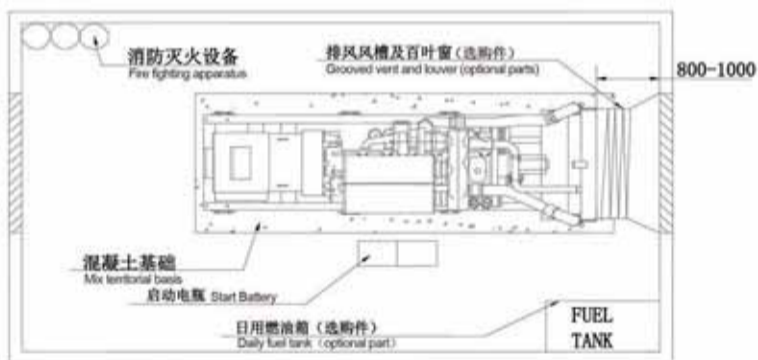 消防灭火设备
Fire fighting apparatus
排风风槽及百叶窗（选购件）
Grooved vent and louver (optional parts)
800-1000
混凝土基础
Mix territorial basis
启动电瓶 Start Battery
日用燃油箱（选购件）
Daily fuel tank（optional part）
FUEL
TANK